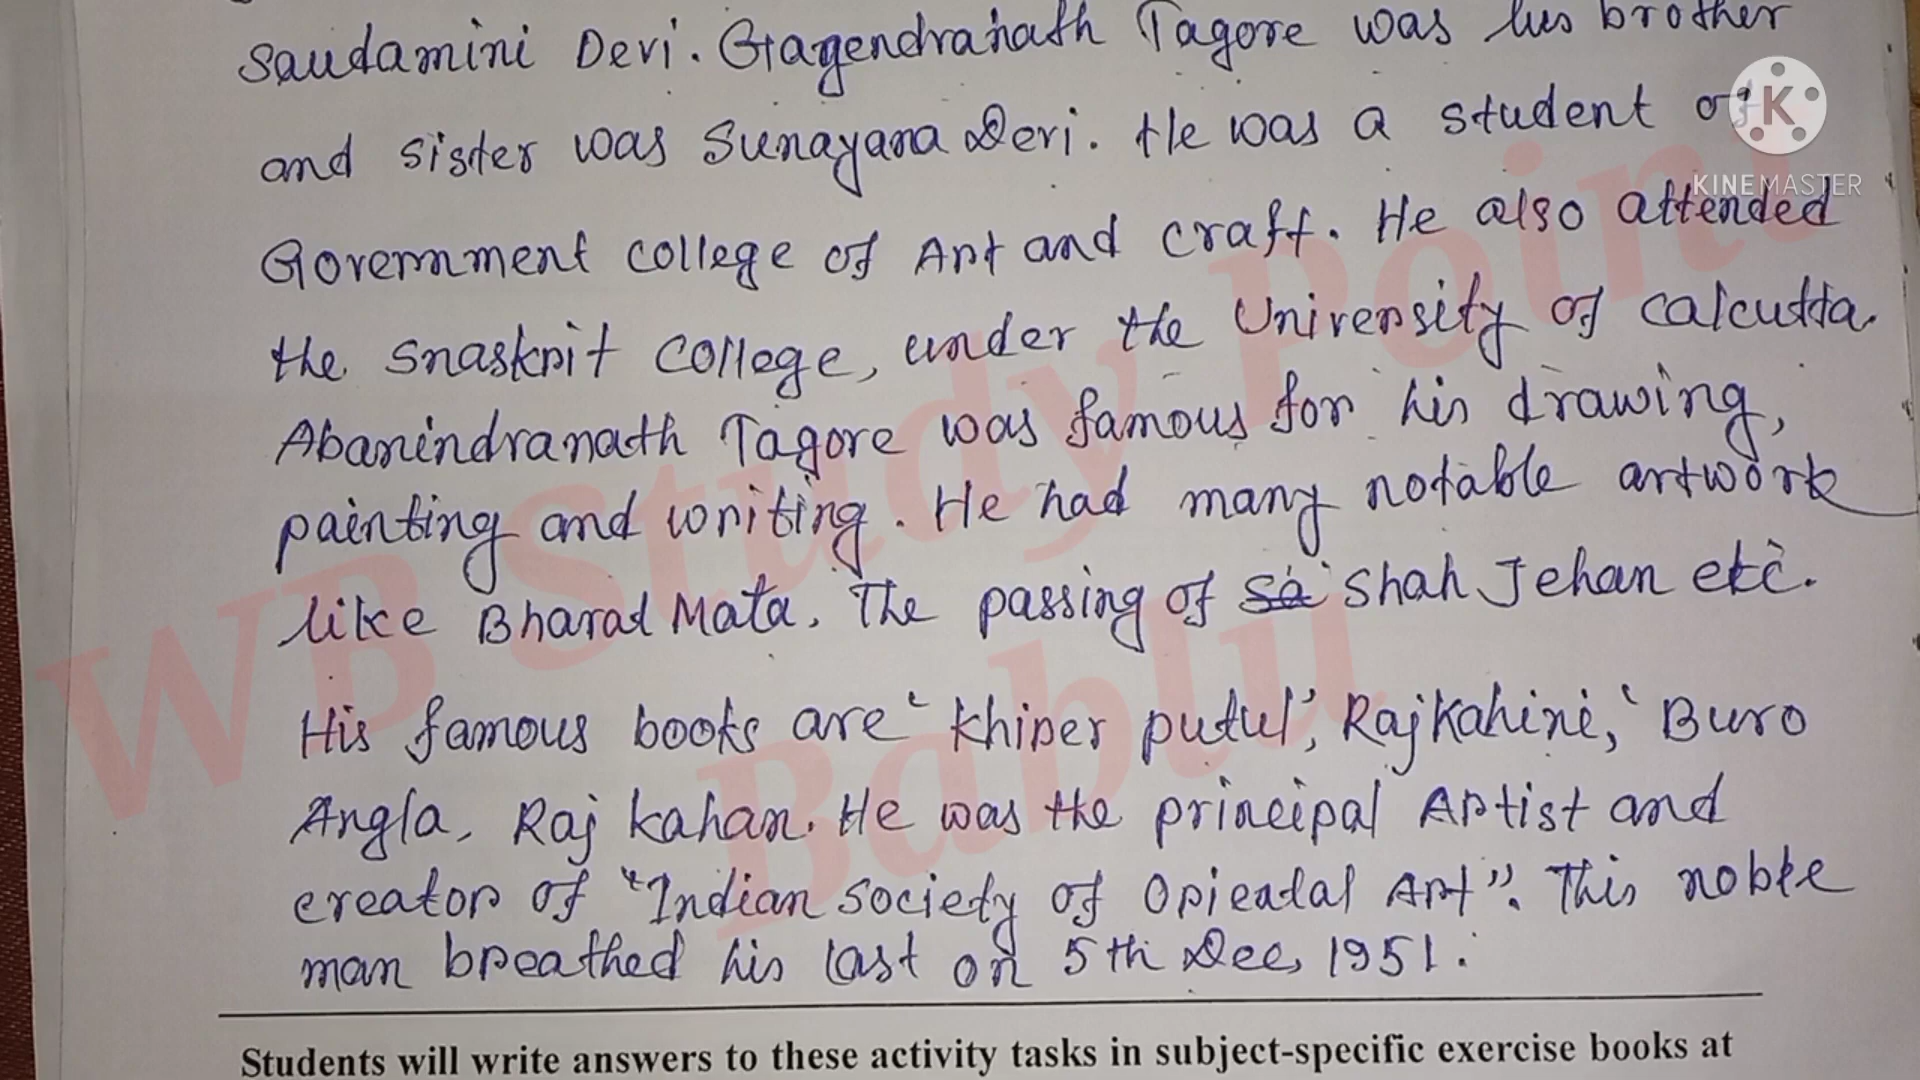 Saudamini Devi. Gagendranath Tagore was his brother
and sister was Sunayana Devi. He was a student of
K
KINEMASTER
Government college of Art and craft. He also attended
the Snaskrit College, under the University of Calcutta.
Abanindranath Tagore was famous for his drawing,
painting and writing. He had many notable artwork
like Bharat Mata, The passing of Sa Shah Jehan etc.
His famous books are 'Khiper putul', Rajkahini, 'Buro
Angla, Raj kahan. He was the principal Artist and
creator of "Indian Society of Oriental Art". This noble
man breathed his last on 5th Dec, 1951.
WB Study Point
Bablu
Students will write answers to these activity tasks in subject-specific exercise books at